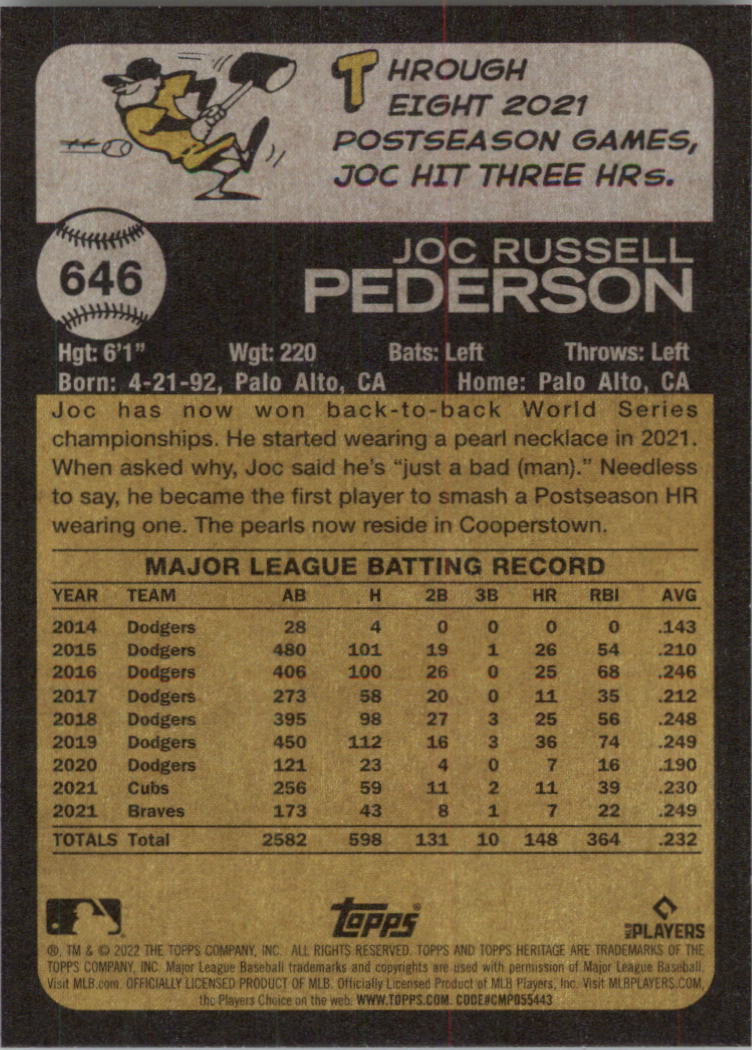 THROUGH
EIGHT 2021
POSTSEASON GAMES,
JOC HIT THREE HRs.
646
JOC RUSSELL
PEDERSON
Hgt: 6'1" Wgt: 220 Bats: Left Throws: Left
Born: 4-21-92, Palo Alto, CA Home: Palo Alto, CA
Joc has now won back-to-back World Series
championships. He started wearing a pearl necklace in 2021.
When asked why, Joc said he's “just a bad (man).” Needless
to say, he became the first player to smash a Postseason HR
wearing one. The pearls now reside in Cooperstown.
MAJOR LEAGUE BATTING RECORD
YEAR TEAM AB H 2B 3B HR RBI AVG
2014 Dodgers 28 4 0 0 0 0 .143
2015 Dodgers 480 101 19 1 26 54 .210
2016 Dodgers 406 100 26 0 25 68 .246
2017 Dodgers 273 58 20 0 11 35 .212
2018 Dodgers 395 98 27 3 25 56 .248
2019 Dodgers 450 112 16 3 36 74 .249
2020 Dodgers 121 23 4 0 7 16 .190
2021 Cubs 256 59 11 2 11 39 .230
2021 Braves 173 43 8 1 7 22 .249
TOTALS Total 2582 598 131 10 148 364 .232
topps® PLAYERS
®, TM & © 2022 THE TOPPS COMPANY, INC. ALL RIGHTS RESERVED. TOPPS AND TOPPS HERITAGE ARE TRADEMARKS OF THE
TOPPS COMPANY, INC. Major League Baseball trademarks and copyrights are used with permission of Major League Baseball.
Visit MLB.com. OFFICIALLY LICENSED PRODUCT OF MLB. Officially Licensed Product of MLB Players, Inc. Visit MLBPLAYERS.COM,
the Players Choice on the web. WWW.TOPPS.COM. CODE#CMP055443